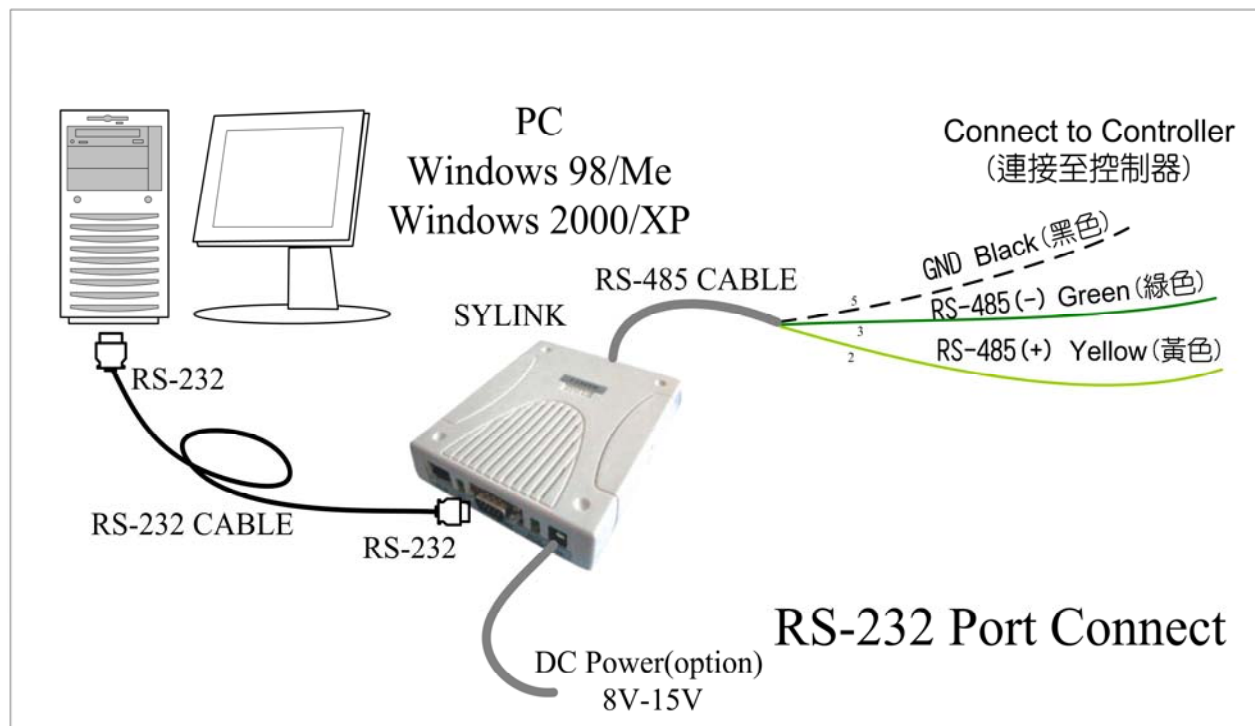 PC
Windows 98/Me
Windows 2000/XP
Connect to Controller
(連接至控制器)
GND Black(黑色)
RS-485 CABLE
5
RS-485(-) Green(綠色)
3
SYLINK
RS-485(+) Yellow(黃色)
2
RS-232
RS-232 CABLE
RS-232
RS-232 Port Connect
DC Power(option)
8V-15V